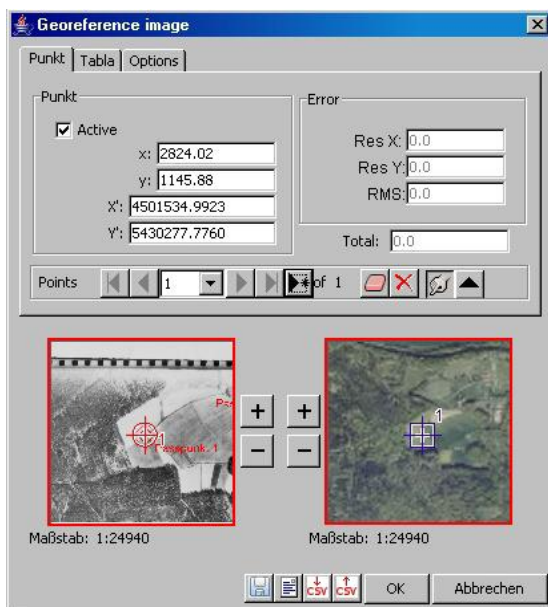 Georeference image
Punkt Tabla Options
Punkt
Active
x: 2824.02
y: 1145.88
X': 4501534.9923
Y': 5430277.7760
Error
Res X: 0.0
Res Y: 0.0
RMS: 0.0
Total: 0.0
Points 1 of 1
1
Passpunk. 1
1
Maßstab: 1:24940
Maßstab: 1:24940
CSV CSV OK Abbrechen